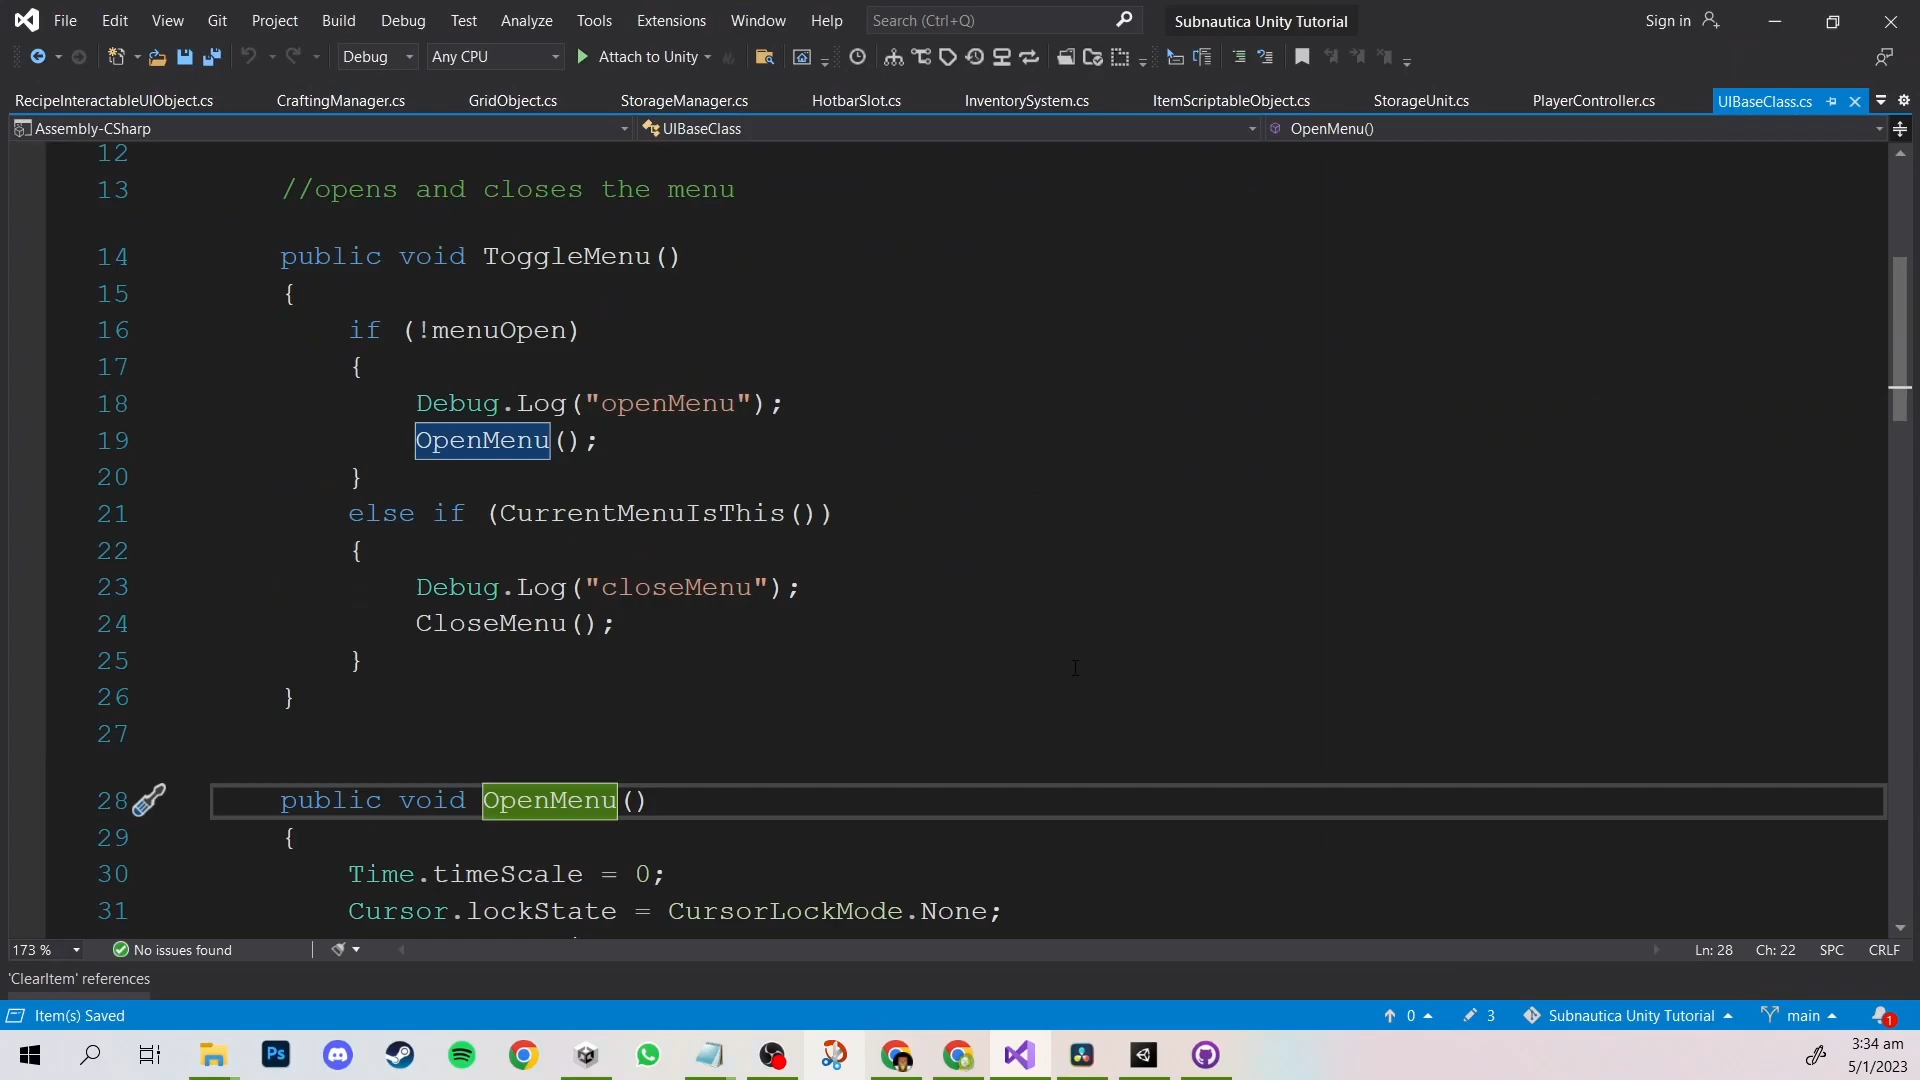 File Edit View Git Project Build Debug Test Analyze Tools Extensions Window Help Search (Ctrl+Q) Subnautica Unity Tutorial Sign in
Debug Any CPU Attach to Unity
RecipeInteractableUIObject.cs CraftingManager.cs GridObject.cs StorageManager.cs HotbarSlot.cs InventorySystem.cs ItemScriptableObject.cs StorageUnit.cs PlayerController.cs UIBaseClass.cs
Assembly-CSharp UIBaseClass OpenMenu()
12
13 //opens and closes the menu
14 public void ToggleMenu()
15 {
16 if (!menuOpen)
17 {
18 Debug.Log("openMenu");
19 OpenMenu();
20 }
21 else if (CurrentMenuIsThis())
22 {
23 Debug.Log("closeMenu");
24 CloseMenu();
25 }
26 }
27
28 public void OpenMenu()
29 {
30 Time.timeScale = 0;
31 Cursor.lockState = CursorLockMode.None;
173 % No issues found Ln: 28 Ch: 22 SPC CRLF
'ClearItem' references
Item(s) Saved 0 3 Subnautica Unity Tutorial main 1
Ps
3:34 am
5/1/2023